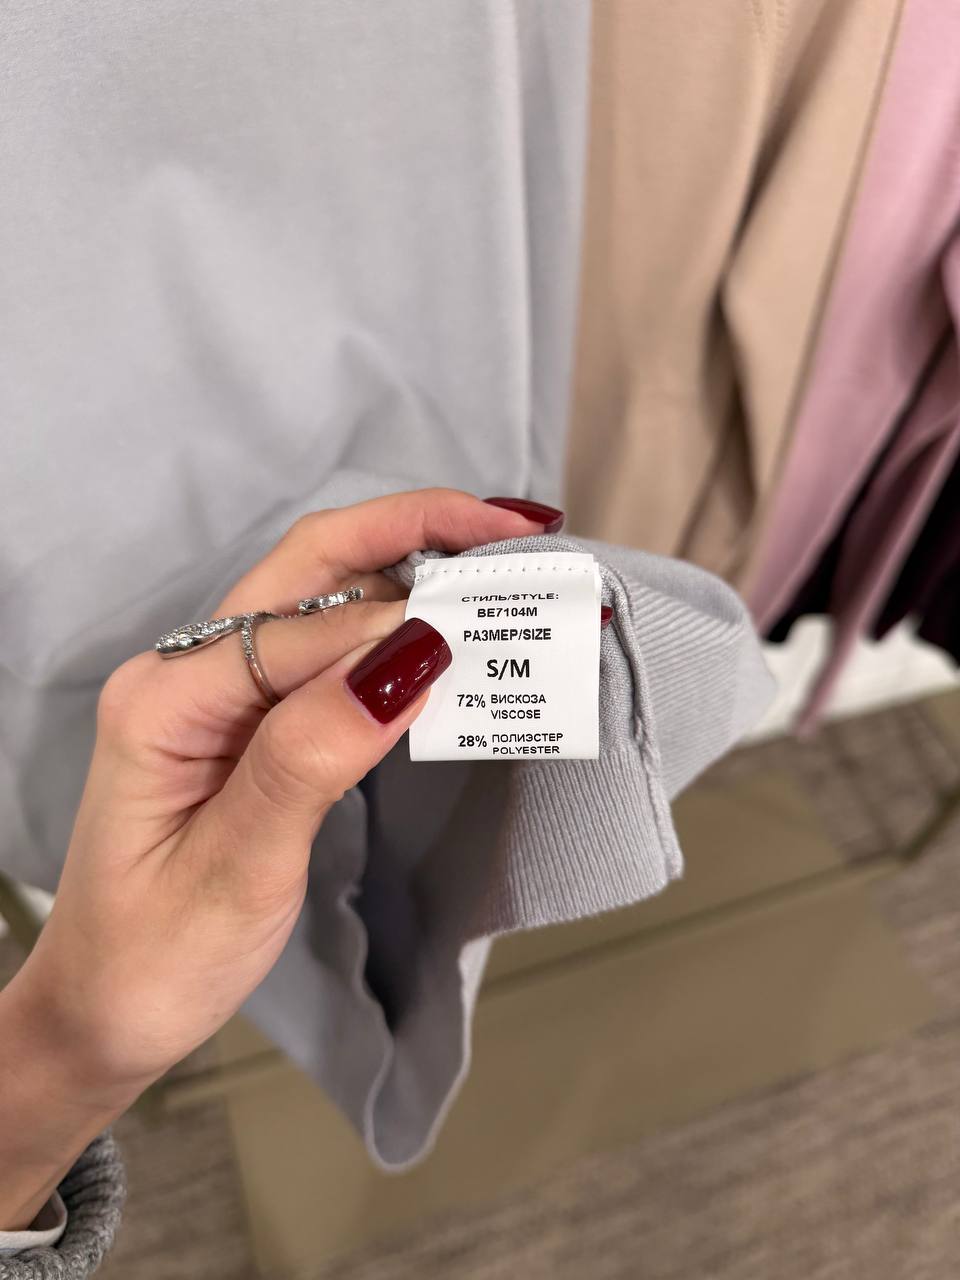 СТИЛЬ/STYLE:
BE7104M
РАЗМЕР/SIZE
S/M
72% ВИСКОЗА
VISCOSE
28% ПОЛИЭСТЕР
POLYESTER